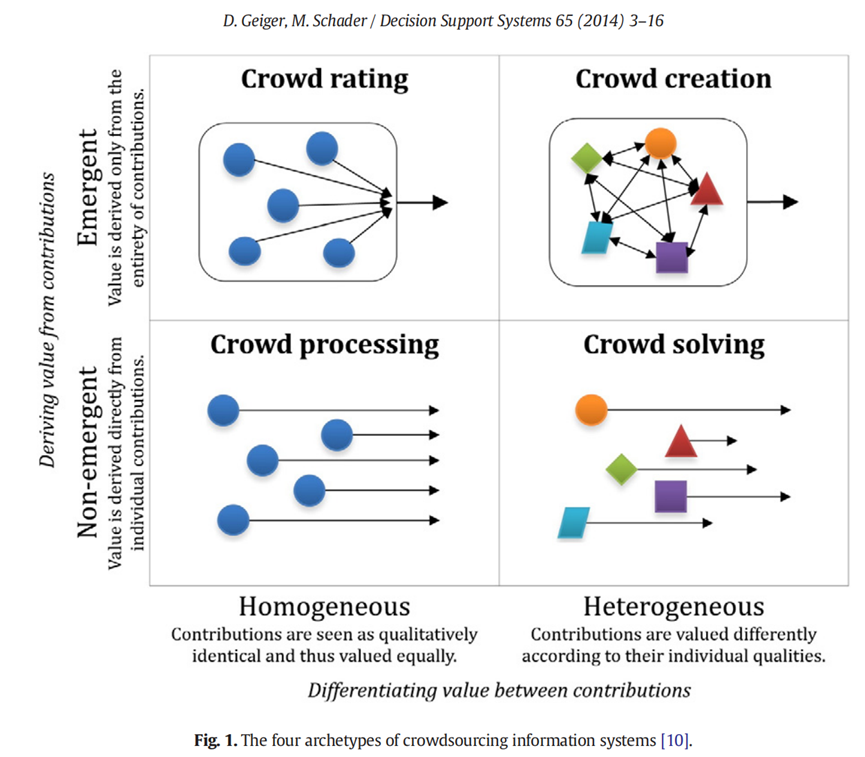 D. Geiger, M. Schader / Decision Support Systems 65 (2014) 3–16
Deriving value from contributions
Emergent
Value is derived only from the
entirety of contributions.
Crowd rating
Crowd creation
Non-emergent
Value is derived directly from
individual contributions.
Crowd processing
Crowd solving
Homogeneous
Contributions are seen as qualitatively
identical and thus valued equally.
Heterogeneous
Contributions are valued differently
according to their individual qualities.
Differentiating value between contributions
Fig. 1. The four archetypes of crowdsourcing information systems [10].